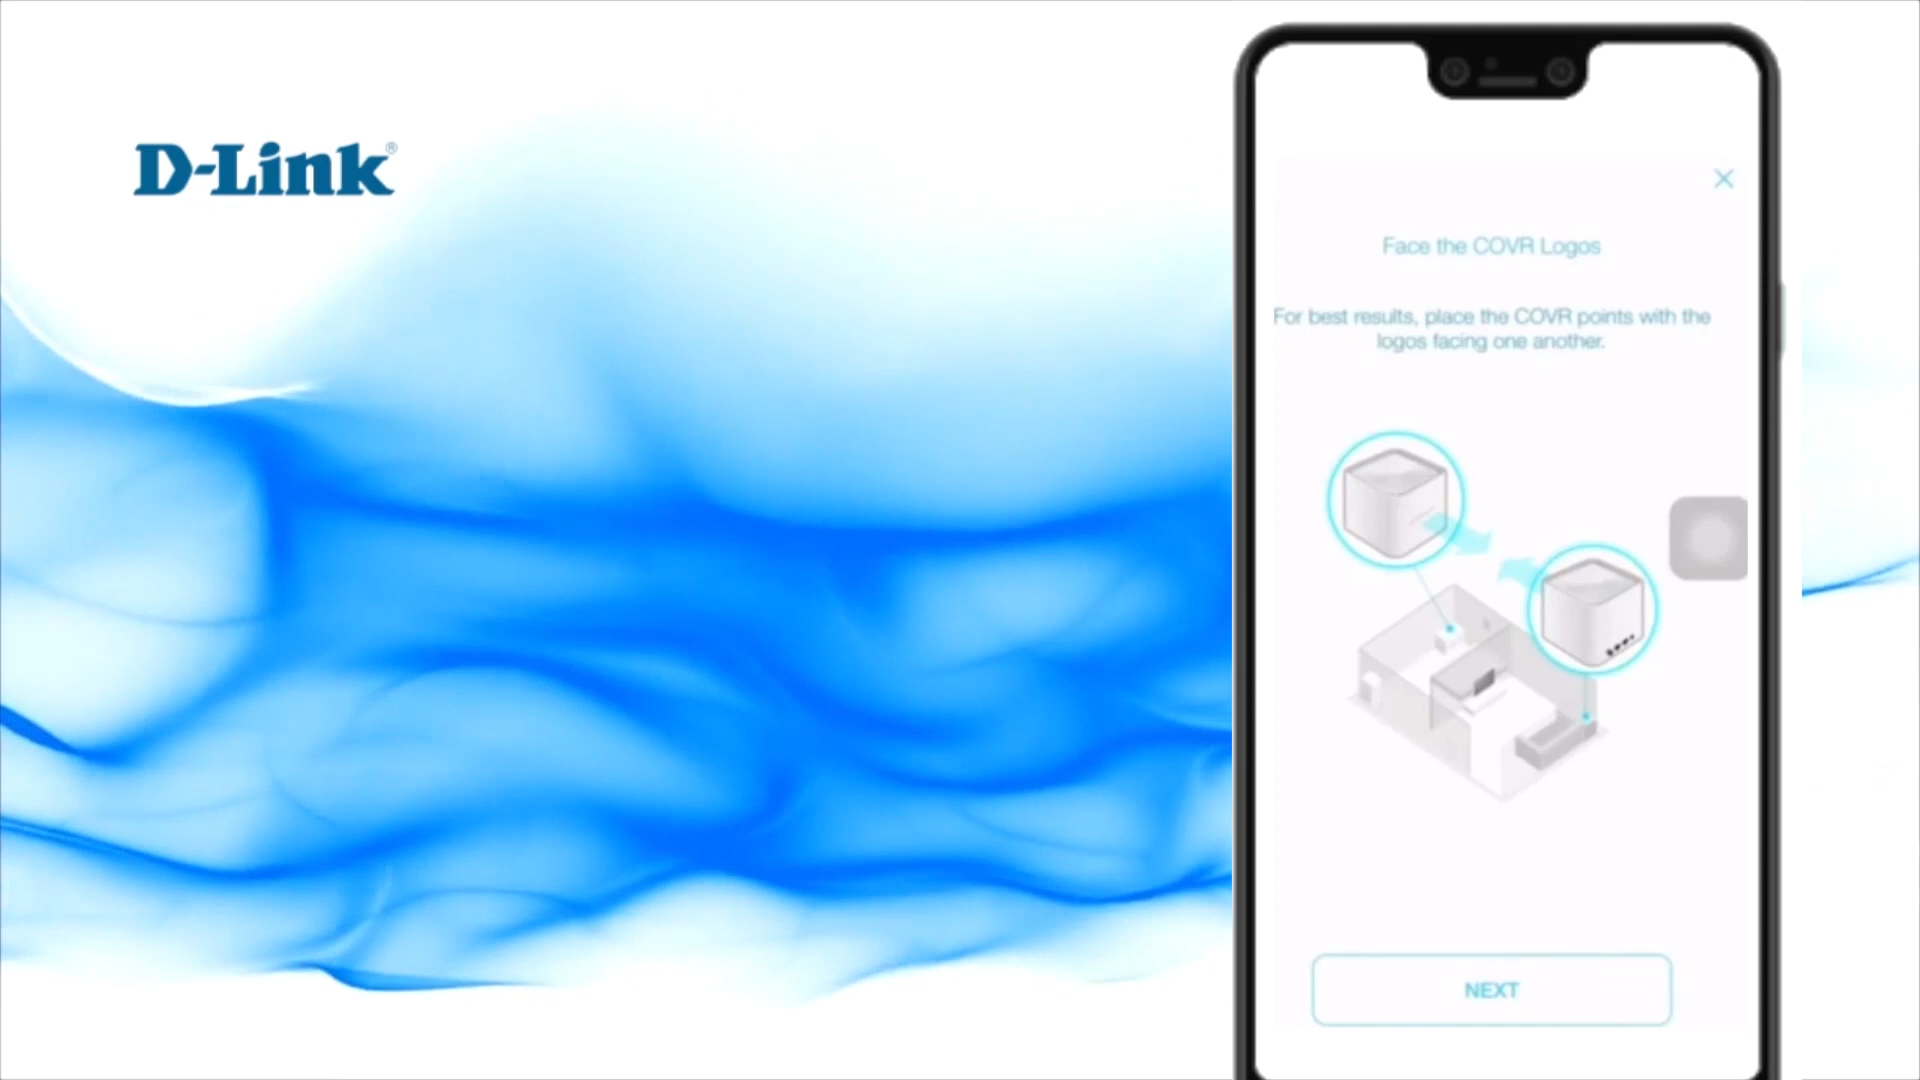 D-Link®
Face the COVR Logos
For best results, place the COVR points with the
logos facing one another.
NEXT